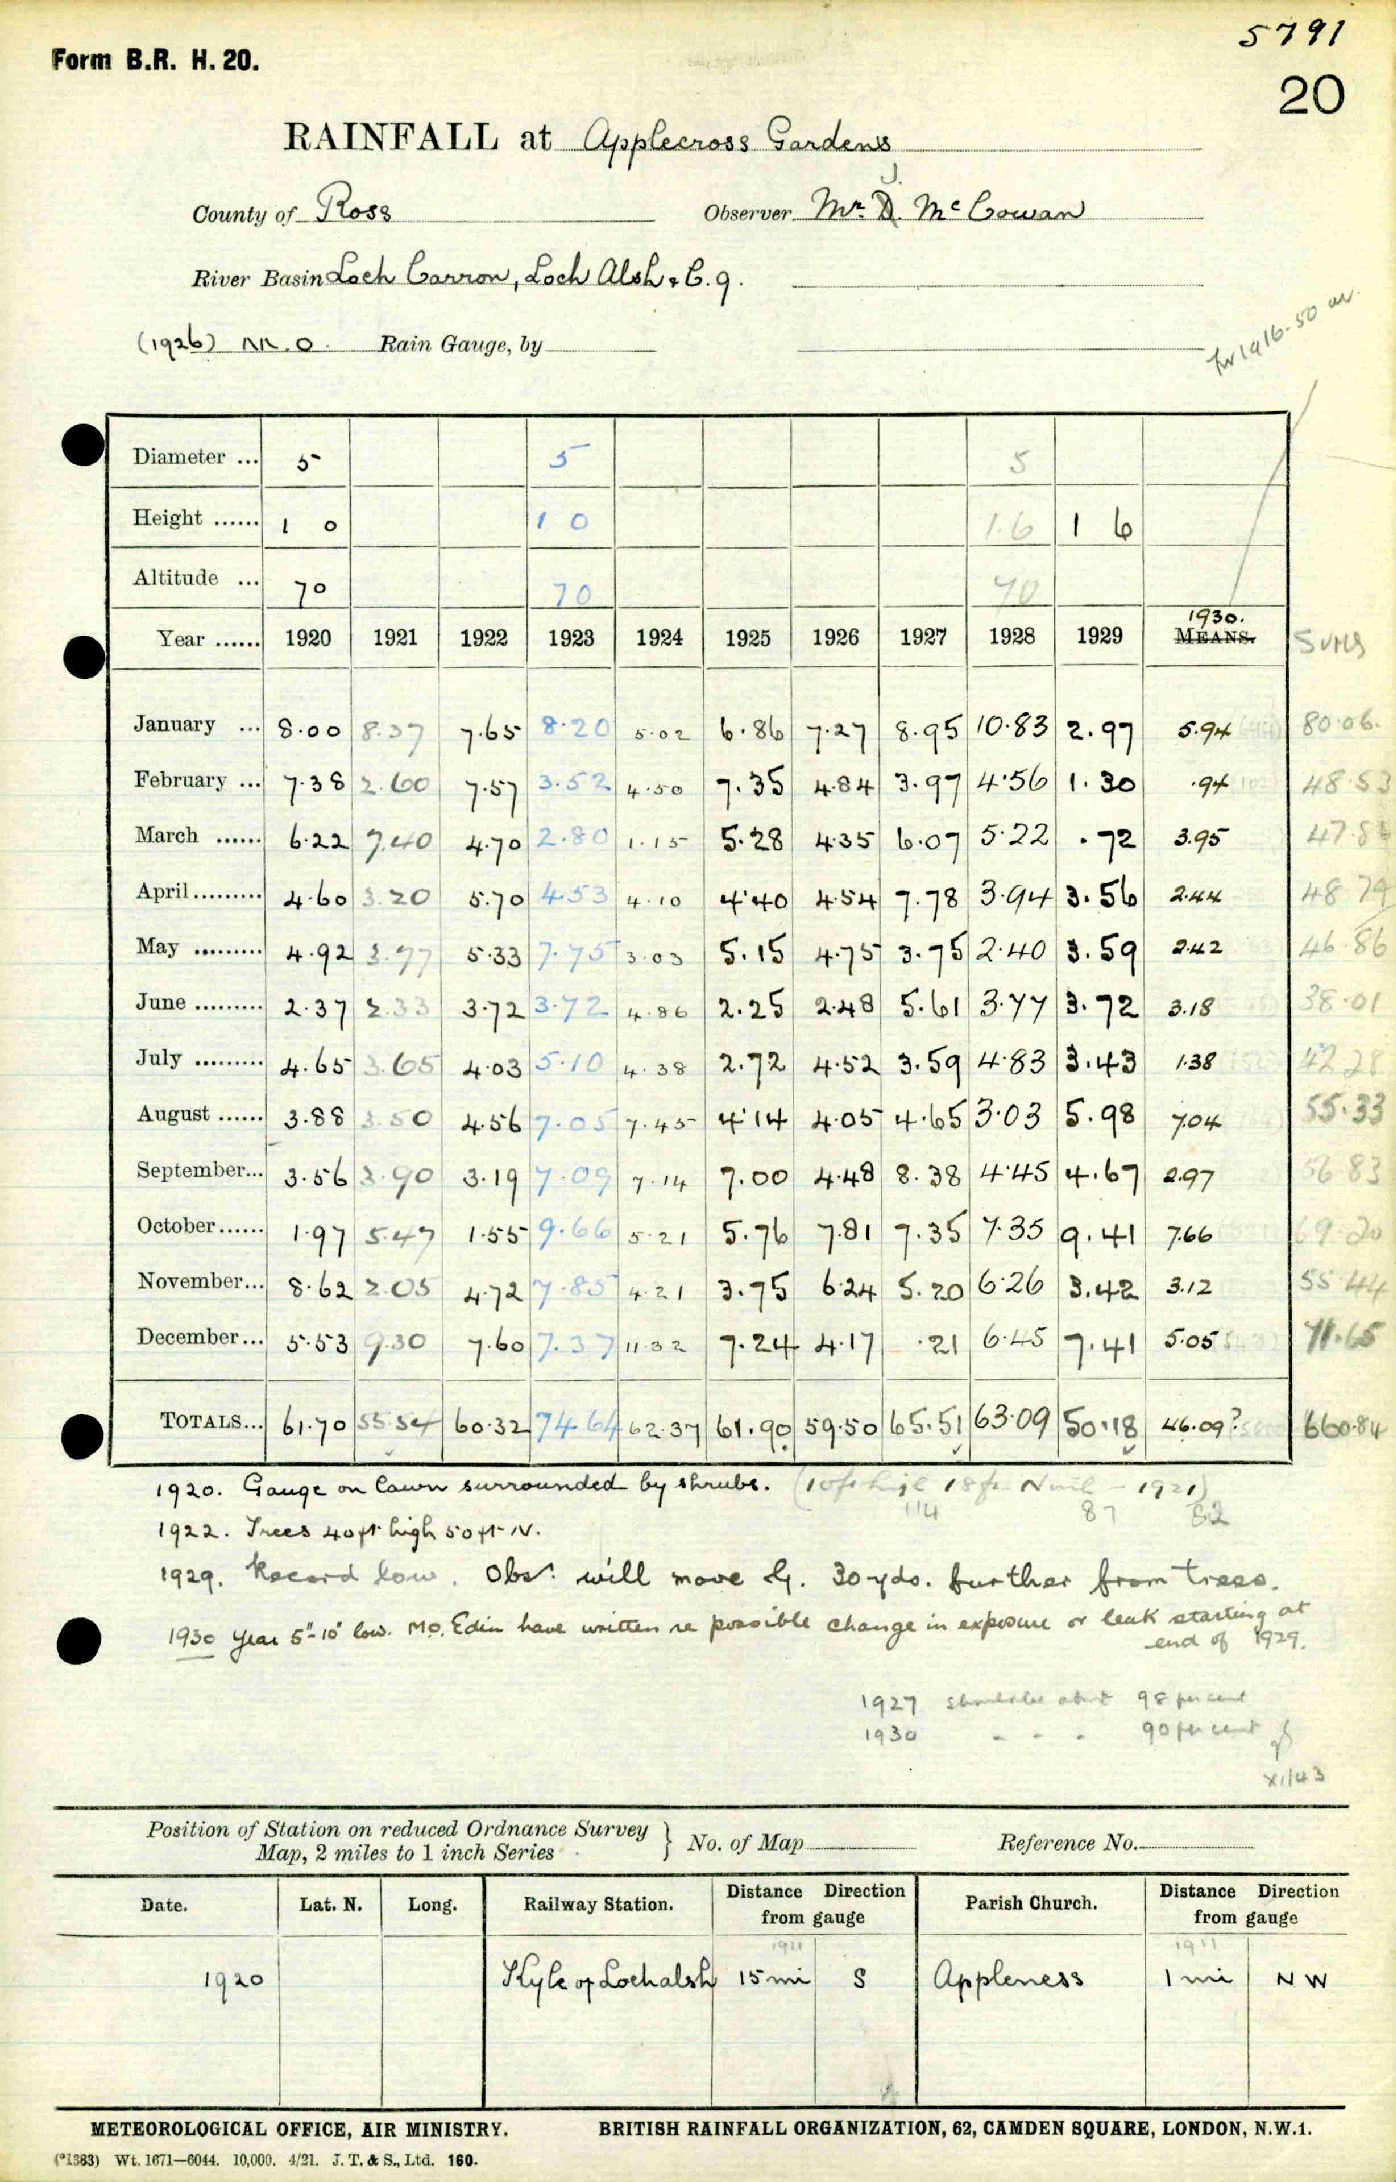 5791
Form B.R. H. 20.
20
RAINFALL at Applecross Gardens
County of Ross Observer Mr. J. McCowan
River Basin Loch Carron, Loch Alsh & C. 9.
(1926) M.O. Rain Gauge, by
for 1916-50 av.
Diameter ... 5 5 5
Height ...... 1 0 1 0 1.6 1 6
Altitude ... 70 70 70
1930.
Year ...... 1920 1921 1922 1923 1924 1925 1926 1927 1928 1929 MEANS. SUMS
January ... 8.00 8.37 7.65 8.20 5.02 6.86 7.27 8.95 10.83 2.97 5.94 80.06
February ... 7.38 2.60 7.57 3.52 4.50 7.35 4.84 3.97 4.56 1.30 .94 48.53
March ...... 6.22 7.40 4.70 2.80 1.15 5.28 4.35 6.07 5.22 .72 3.95 47.8
April......... 4.60 3.20 5.70 4.53 4.10 4.40 4.54 7.78 3.94 3.56 2.44 48.79
May ......... 4.92 3.97 5.33 7.75 3.03 5.15 4.75 3.75 2.40 3.59 2.42 46.86
June ......... 2.37 2.33 3.72 3.72 4.86 2.25 2.48 5.61 3.77 3.72 3.18 38.01
July ......... 4.65 3.65 4.03 5.10 4.38 2.72 4.52 3.59 4.83 3.43 1.38 42.28
August ...... 3.88 3.50 4.56 7.05 7.45 4.14 4.05 4.65 3.03 5.98 7.04 55.33
September... 3.56 3.90 3.19 7.09 7.14 7.00 4.48 8.38 4.45 4.67 2.97 56.83
October...... 1.97 5.47 1.55 9.66 5.21 5.76 7.81 7.35 7.35 9.41 7.66 69.20
November... 8.62 2.05 4.72 7.85 4.21 3.75 6.24 5.20 6.26 3.42 3.12 55.44
December... 5.53 9.30 7.60 7.37 11.32 7.24 4.17 .21 6.45 7.41 5.05 71.65
TOTALS... 61.70 55.54 60.32 74.64 62.37 61.90 59.50 65.51 63.09 50.18 46.09? 660.84
1920. Gauge on lawn surrounded by shrubs. (10ft high 18ft N - 1921)
114 87 82
1922. Trees 40ft high 50ft N.
1929. Record low. Obsr. will move G. 30 yds. further from trees.
1930 year 5"-10" low. M.O. Edin have written re possible change in exposure or leak starting at
end of 1929.
1927 should be about 98 per cent
1930 - - - 90 per cent
XI/43
Position of Station on reduced Ordnance Survey
Map, 2 miles to 1 inch Series } No. of Map Reference No.
Date. Lat. N. Long. Railway Station. Distance Direction from gauge Parish Church. Distance Direction from gauge
1911 1911
1920 Kyle of Lochalsh 15 mi S Appleness 1 mi NW
METEOROLOGICAL OFFICE, AIR MINISTRY. BRITISH RAINFALL ORGANIZATION, 62, CAMDEN SQUARE, LONDON, N.W.1.
(*1383) Wt. 1671—6044. 10,000. 4/21. J. T. & S., Ltd. 160.